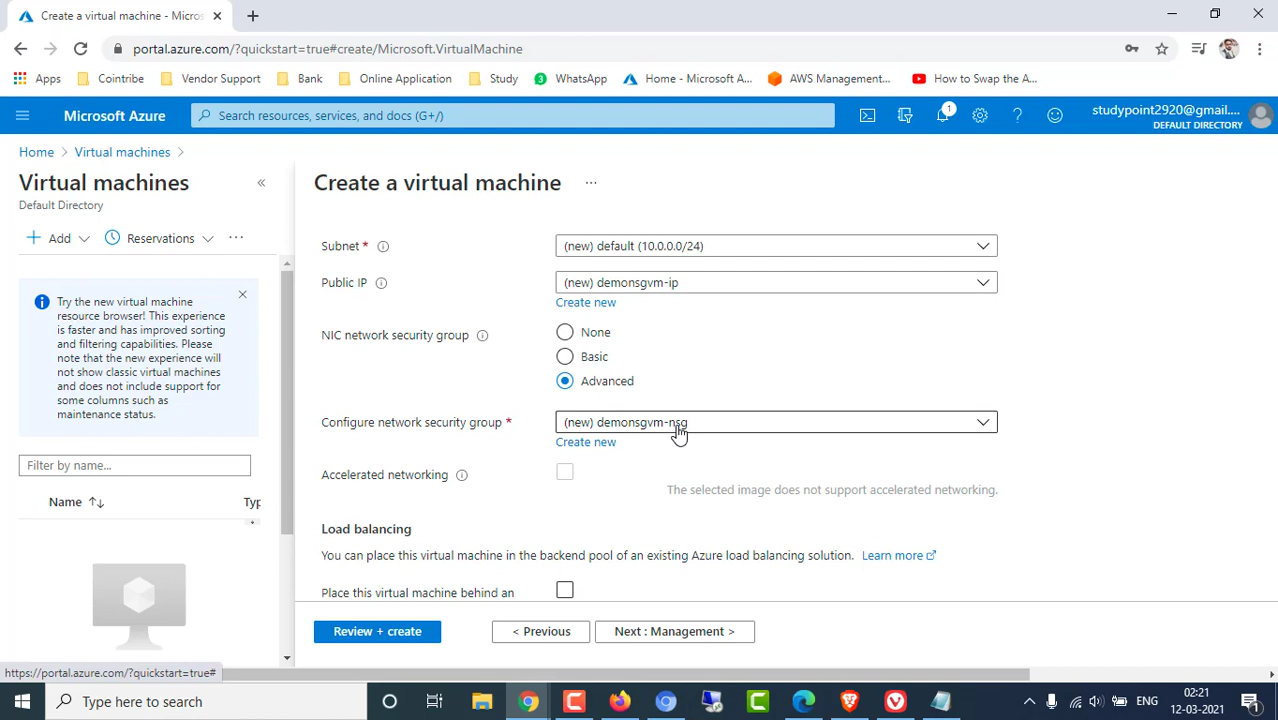 Create a virtual machine - Micros
portal.azure.com/?quickstart=true#create/Microsoft.VirtualMachine
Apps
Cointribe
Vendor Support
Bank
Online Application
Study
3
WhatsApp
Home - Microsoft A...
AWS Management...
How to Swap the A...
Microsoft Azure
Search resources, services, and docs (G+/)
1
studypoint2920@gmail....
DEFAULT DIRECTORY
Home > Virtual machines >
Virtual machines
Default Directory
Add
Reservations
Try the new virtual machine
resource browser! This experience
is faster and has improved sorting
and filtering capabilities. Please
note that the new experience will
not show classic virtual machines
and does not include support for
some columns such as
maintenance status.
Filter by name...
Name
Typ
Create a virtual machine
Subnet *
(new) default (10.0.0.0/24)
Public IP
(new) demonsgvm-ip
Create new
NIC network security group
None
Basic
Advanced
Configure network security group *
(new) demonsgvm-nsg
Create new
Accelerated networking
The selected image does not support accelerated networking.
Load balancing
You can place this virtual machine in the backend pool of an existing Azure load balancing solution. Learn more
Place this virtual machine behind an
Review + create
< Previous
Next : Management >
https://portal.azure.com/?quickstart=true#
Type here to search
ENG
02:21
12-03-2021
1